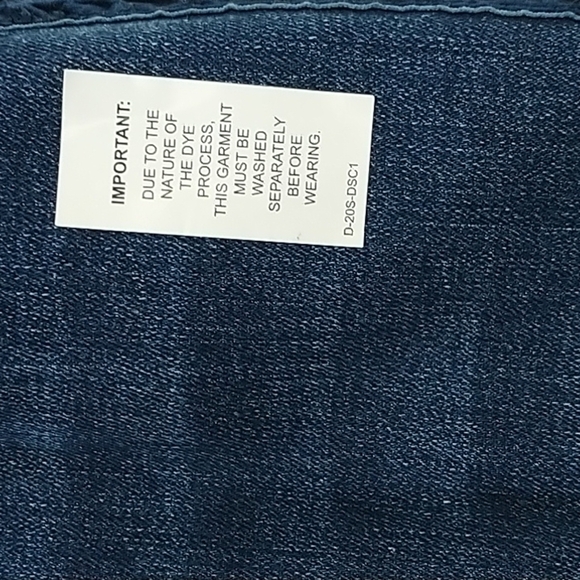 IMPORTANT:
DUE TO THE
NATURE OF
THE DYE
PROCESS,
THIS GARMENT
MUST BE
WASHED
SEPARATELY
BEFORE
WEARING.
D-20S-DSC1